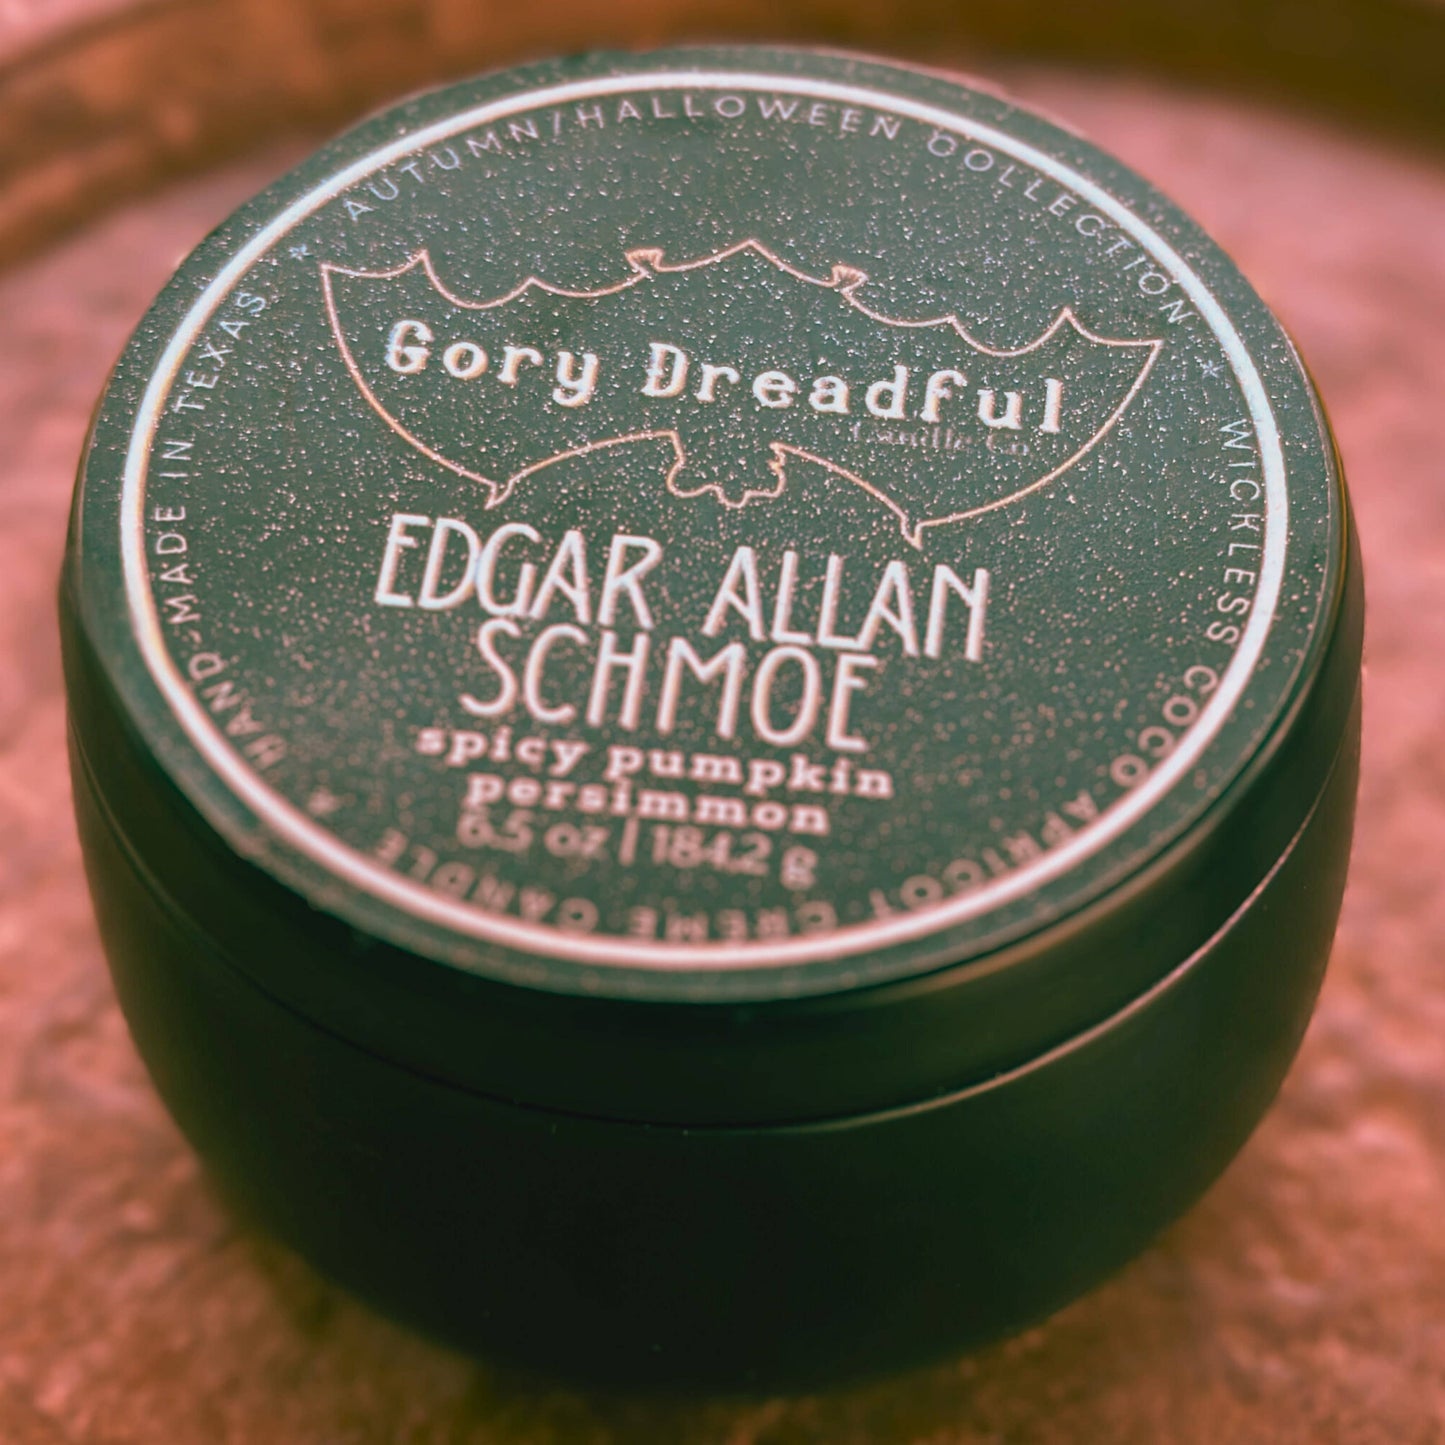 * AUTUMN/HALLOWEEN COLLECTION * WICKLESS COCO APRICOT CREME CANDLE * HAND-MADE IN TEXAS
Gory Dreadful
Candle Co
EDGAR ALLAN
SCHMOE
spicy pumpkin
persimmon
6.5 oz | 184.2 g